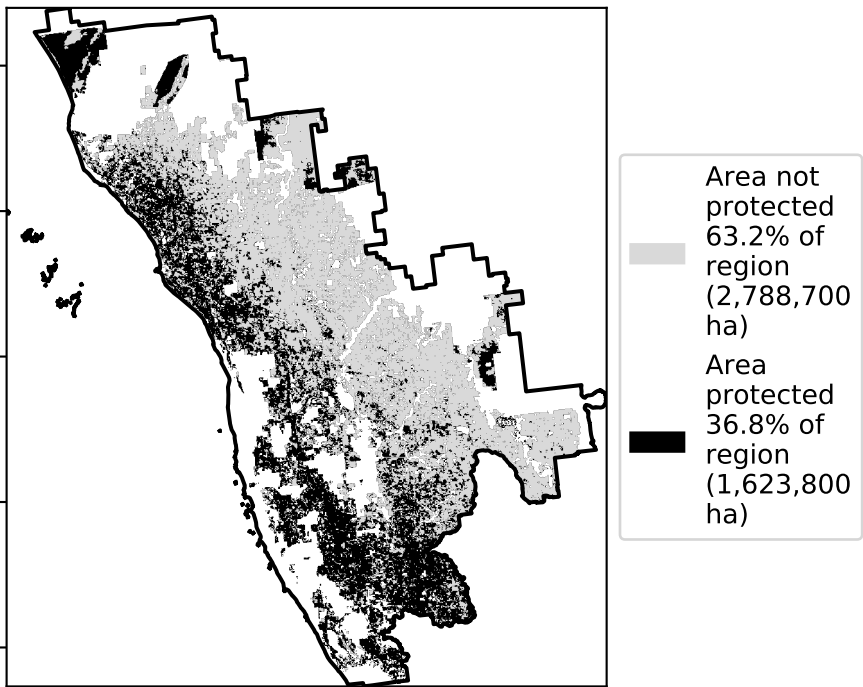 Area not
protected
63.2% of
region
(2,788,700
ha)
Area
protected
36.8% of
region
(1,623,800
ha)